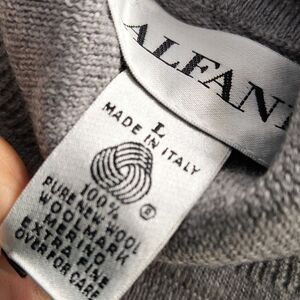 ALFANI
L
MADE IN ITALY
100%
PURE NEW WOOL
WOOLMARK
MERINO
EXTRA FINE
OVER FOR CARE